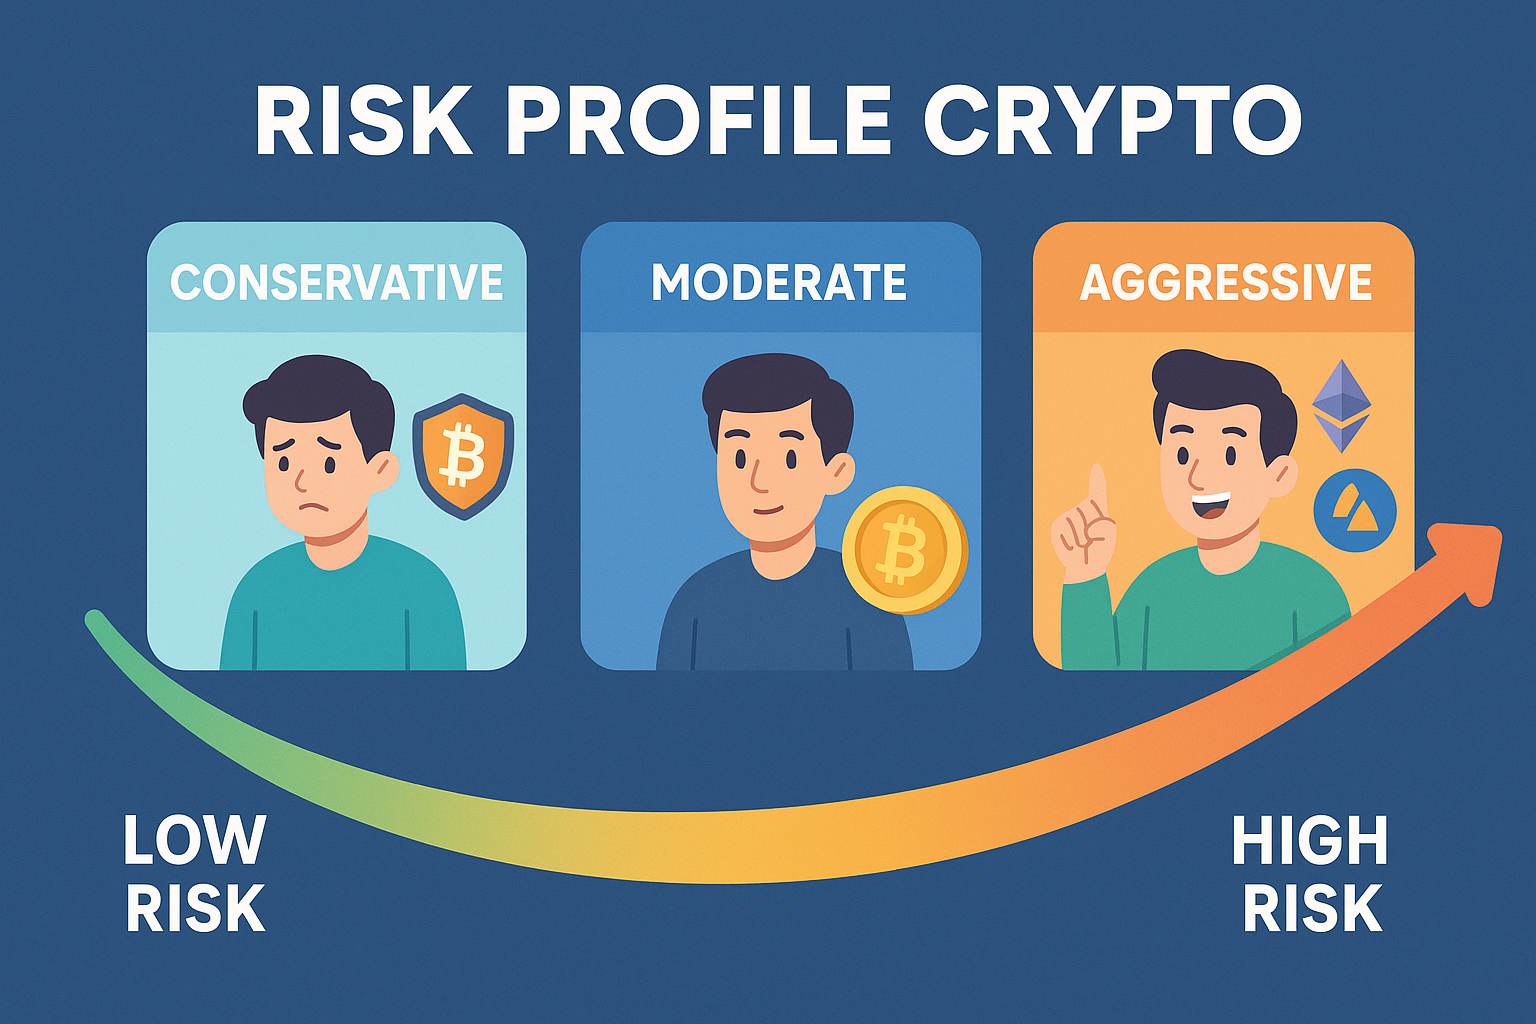 RISK PROFILE CRYPTO
CONSERVATIVE
MODERATE
AGGRESSIVE
LOW
RISK
HIGH
RISK